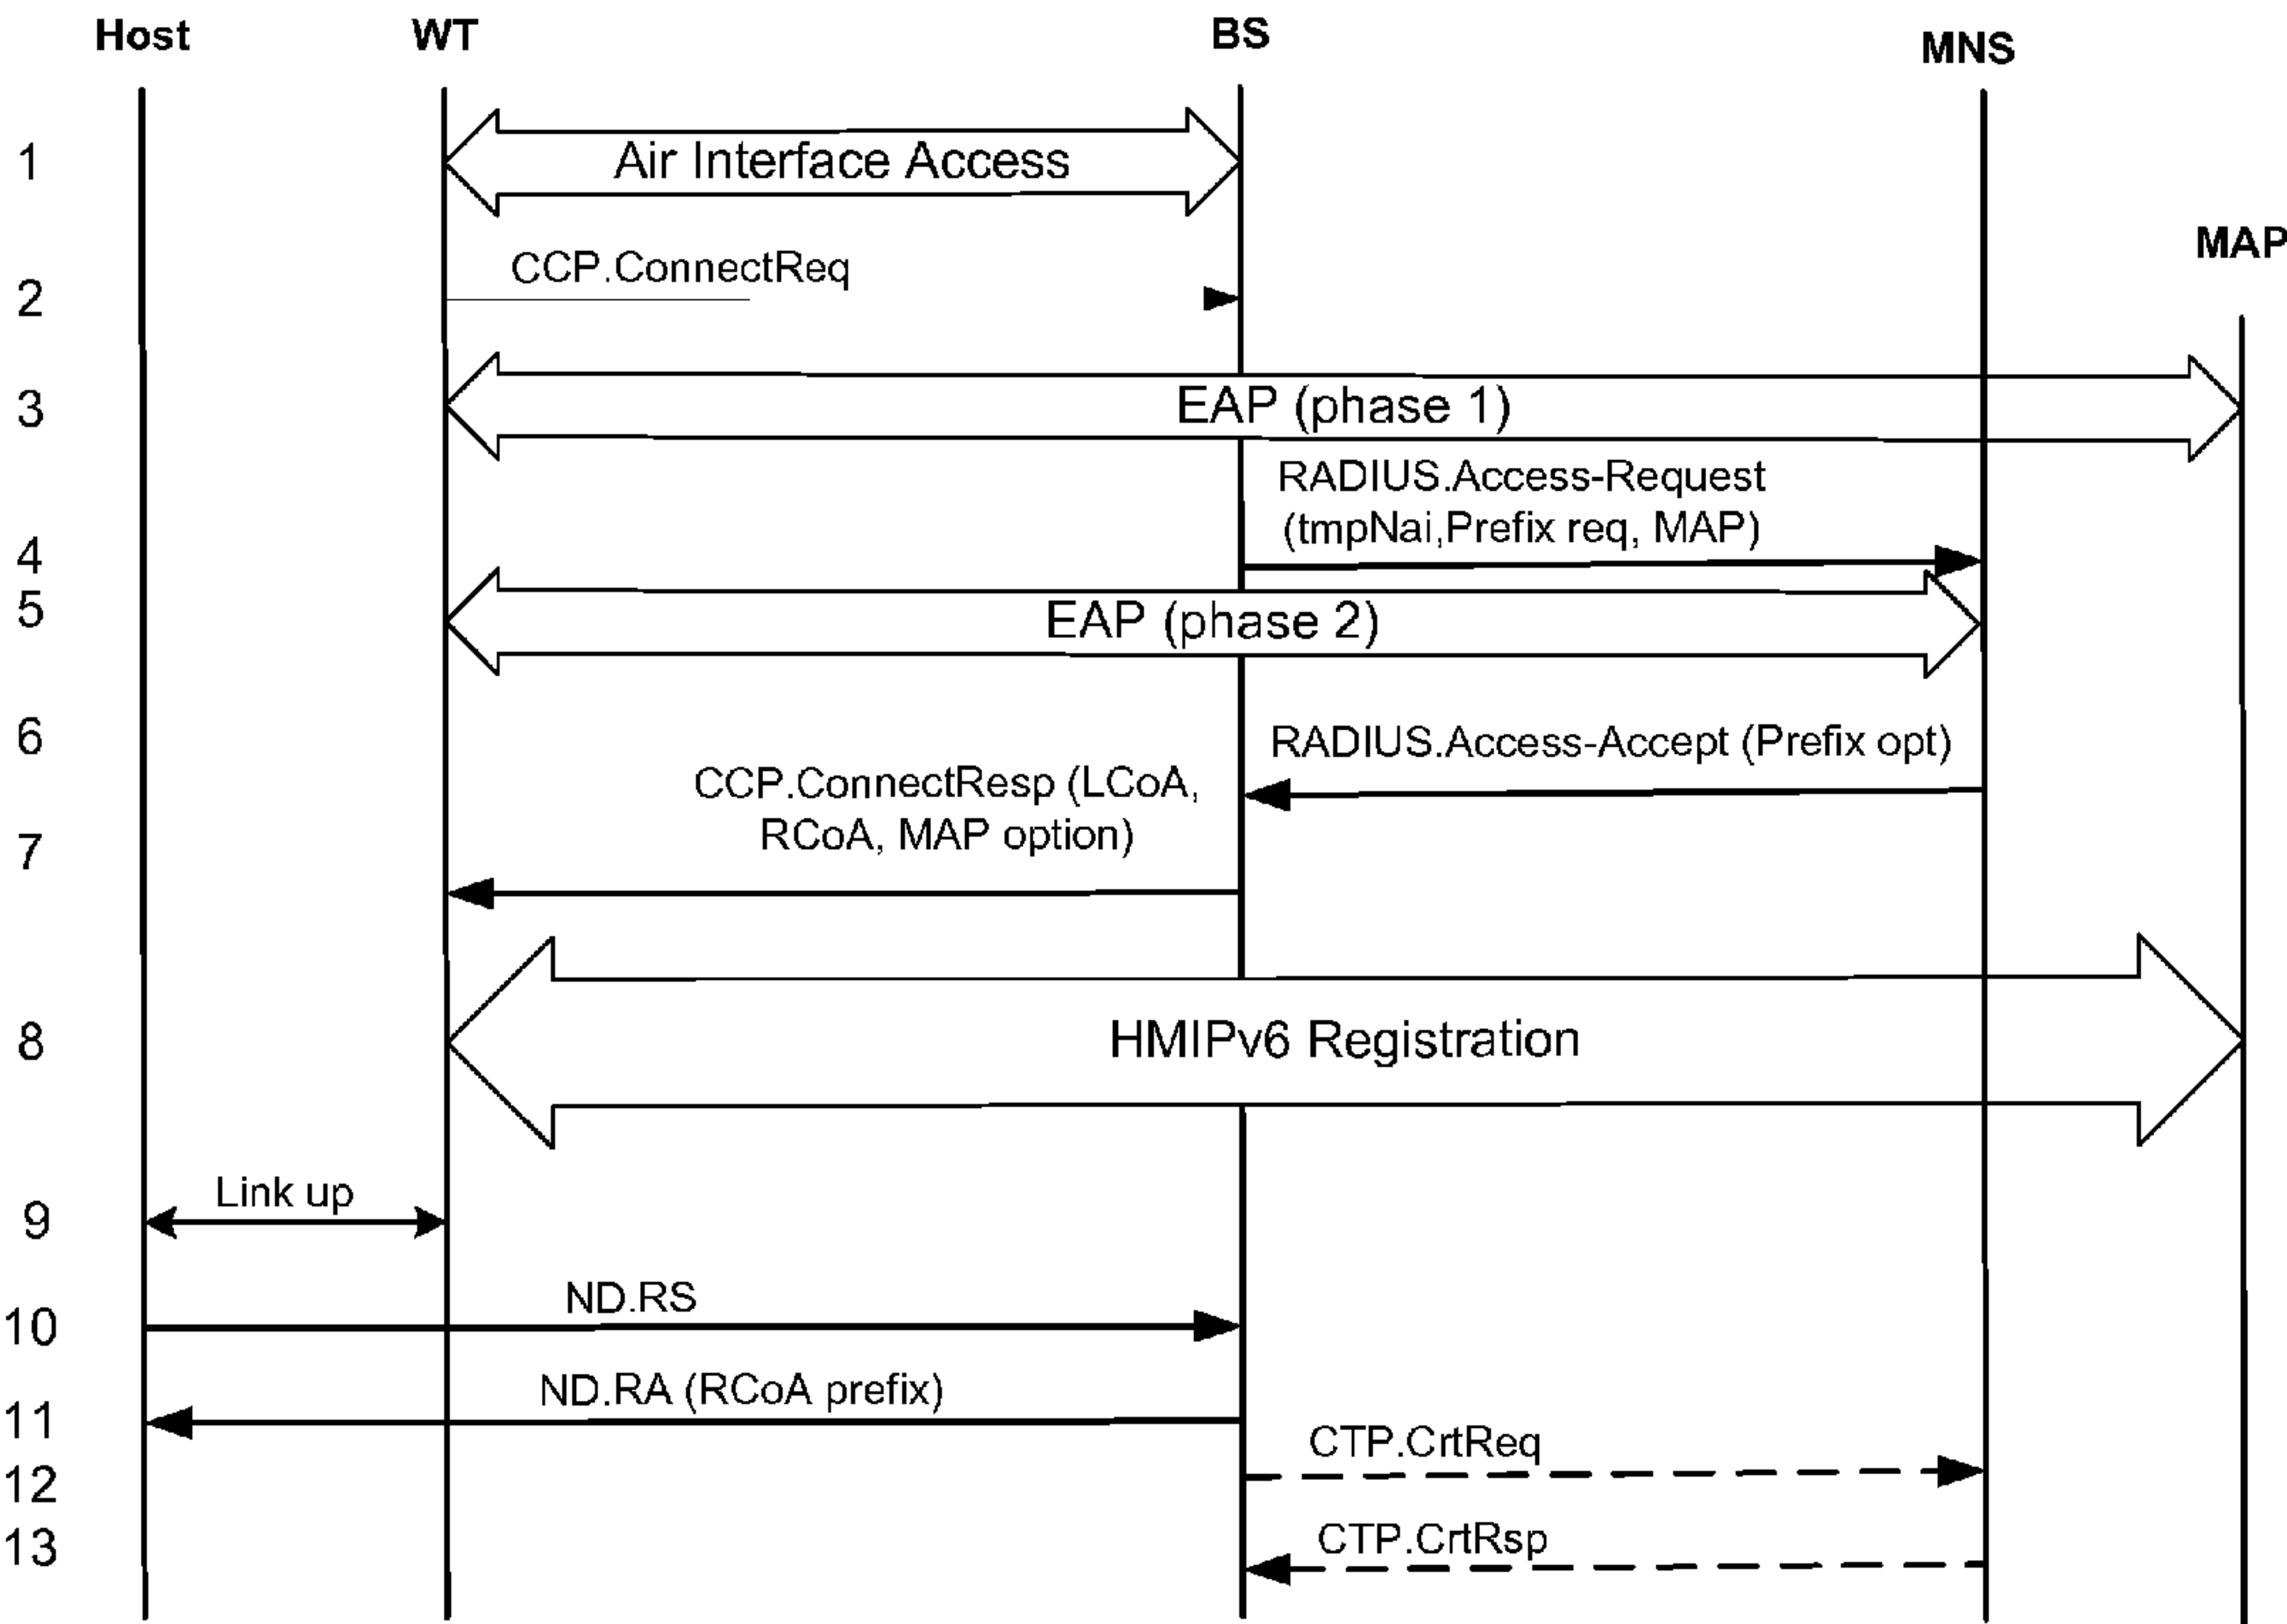 Host
WT
BS
MNS
1
Air Interface Access
MAP
CCP.ConnectReq
2
3
EAP (phase 1)
RADIUS.Access-Request
(tmpNai,Prefix req, MAP)
4
5
EAP (phase 2)
6
RADIUS.Access-Accept (Prefix opt)
CCP.ConnectResp (LCoA,
RCoA, MAP option)
7
8
HMIPv6 Registration
Link up
9
ND.RS
10
ND.RA (RCoA prefix)
11
CTP.CrtReq
12
CTP.CrtRsp
13